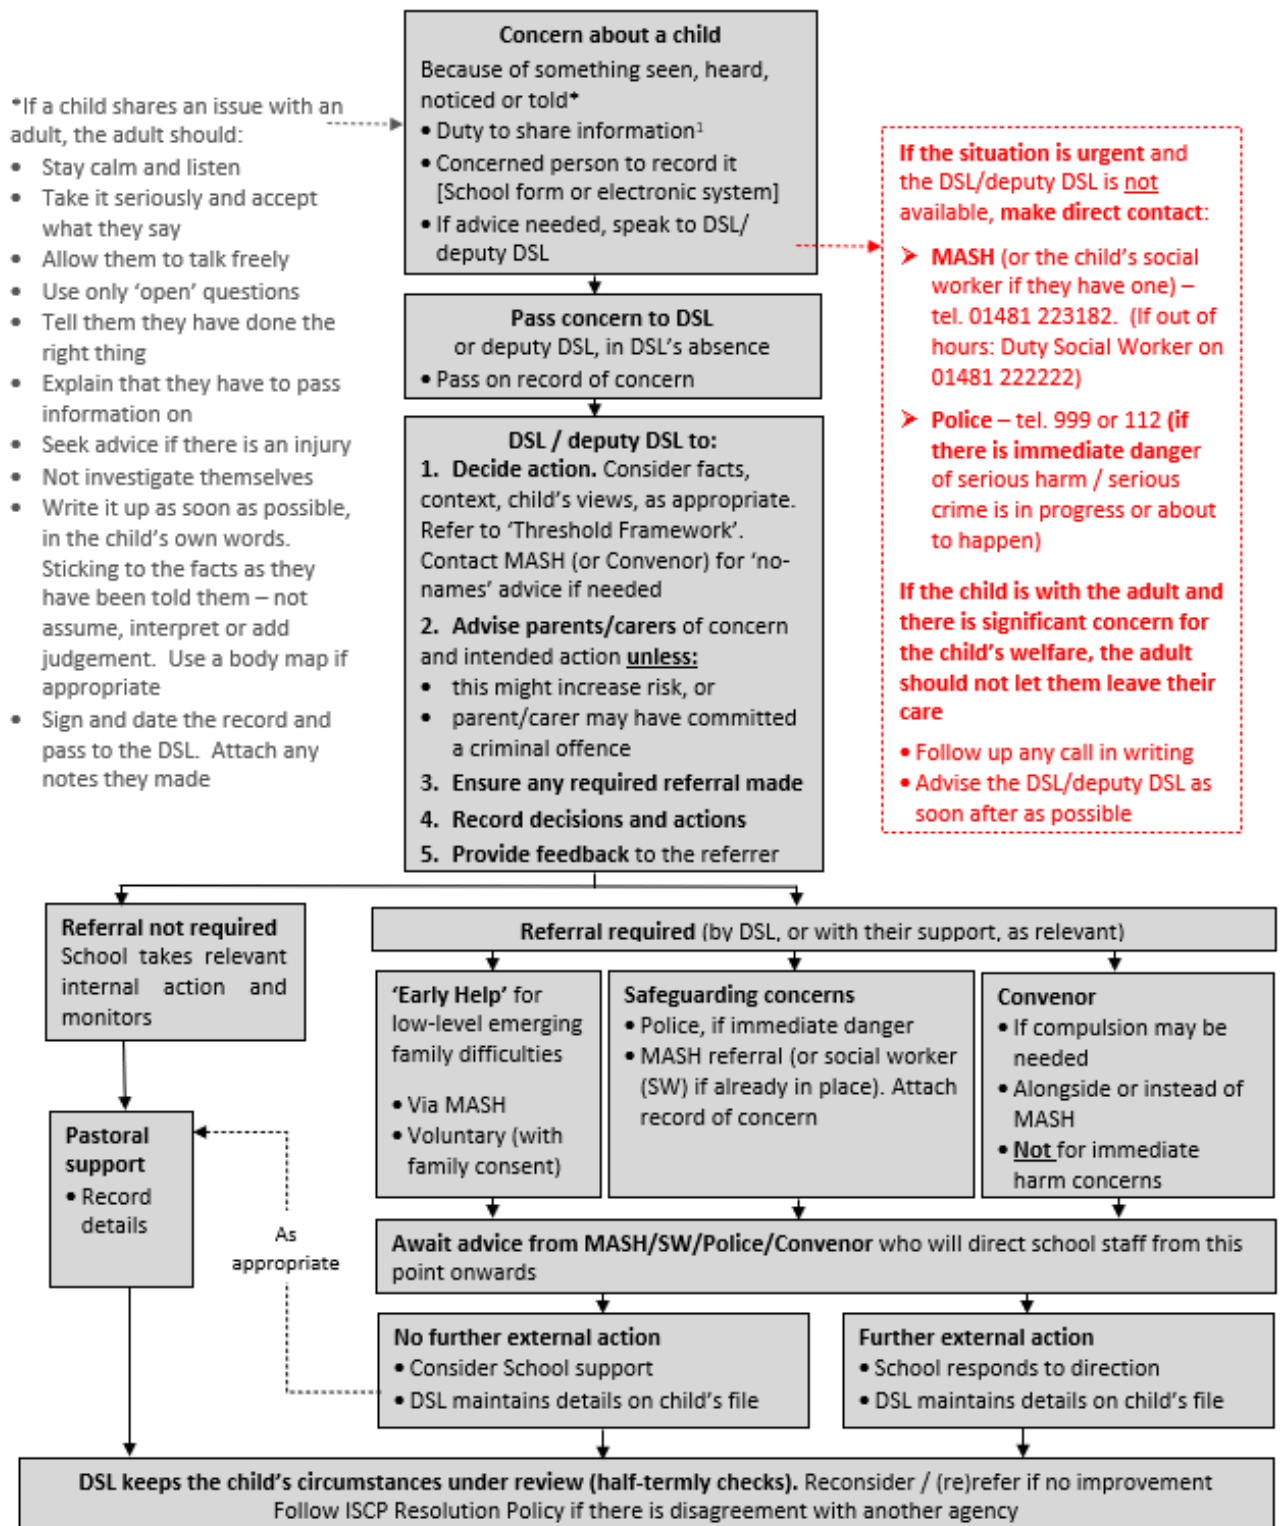 Concern about a child
Because of something seen, heard,
noticed or told*
• Duty to share information¹
• Concerned person to record it
[School form or electronic system]
• If advice needed, speak to DSL/
deputy DSL
*If a child shares an issue with an
adult, the adult should:
• Stay calm and listen
• Take it seriously and accept
what they say
• Allow them to talk freely
• Use only ‘open’ questions
• Tell them they have done the
right thing
• Explain that they have to pass
information on
• Seek advice if there is an injury
• Not investigate themselves
• Write it up as soon as possible,
in the child’s own words.
Sticking to the facts as they
have been told them – not
assume, interpret or add
judgement. Use a body map if
appropriate
• Sign and date the record and
pass to the DSL. Attach any
notes they made
If the situation is urgent and
the DSL/deputy DSL is not
available, make direct contact:
➤ MASH (or the child’s social
worker if they have one) –
tel. 01481 223182. (If out of
hours: Duty Social Worker on
01481 222222)
➤ Police – tel. 999 or 112 (if
there is immediate danger
of serious harm / serious
crime is in progress or about
to happen)
If the child is with the adult and
there is significant concern for
the child’s welfare, the adult
should not let them leave their
care
• Follow up any call in writing
• Advise the DSL/deputy DSL as
soon after as possible
Pass concern to DSL
or deputy DSL, in DSL’s absence
• Pass on record of concern
DSL / deputy DSL to:
1. Decide action. Consider facts,
context, child’s views, as appropriate.
Refer to ‘Threshold Framework’.
Contact MASH (or Convenor) for ‘no-
names’ advice if needed
2. Advise parents/carers of concern
and intended action unless:
• this might increase risk, or
• parent/carer may have committed
a criminal offence
3. Ensure any required referral made
4. Record decisions and actions
5. Provide feedback to the referrer
Referral not required
School takes relevant
internal action and
monitors
Referral required (by DSL, or with their support, as relevant)
‘Early Help’ for
low-level emerging
family difficulties
• Via MASH
• Voluntary (with
family consent)
Safeguarding concerns
• Police, if immediate danger
• MASH referral (or social worker
(SW) if already in place). Attach
record of concern
Convenor
• If compulsion may be
needed
• Alongside or instead of
MASH
• Not for immediate
harm concerns
Pastoral
support
• Record
details
As
appropriate
Await advice from MASH/SW/Police/Convenor who will direct school staff from this
point onwards
No further external action
• Consider School support
• DSL maintains details on child’s file
Further external action
• School responds to direction
• DSL maintains details on child’s file
DSL keeps the child’s circumstances under review (half-termly checks). Reconsider / (re)refer if no improvement
Follow ISCP Resolution Policy if there is disagreement with another agency